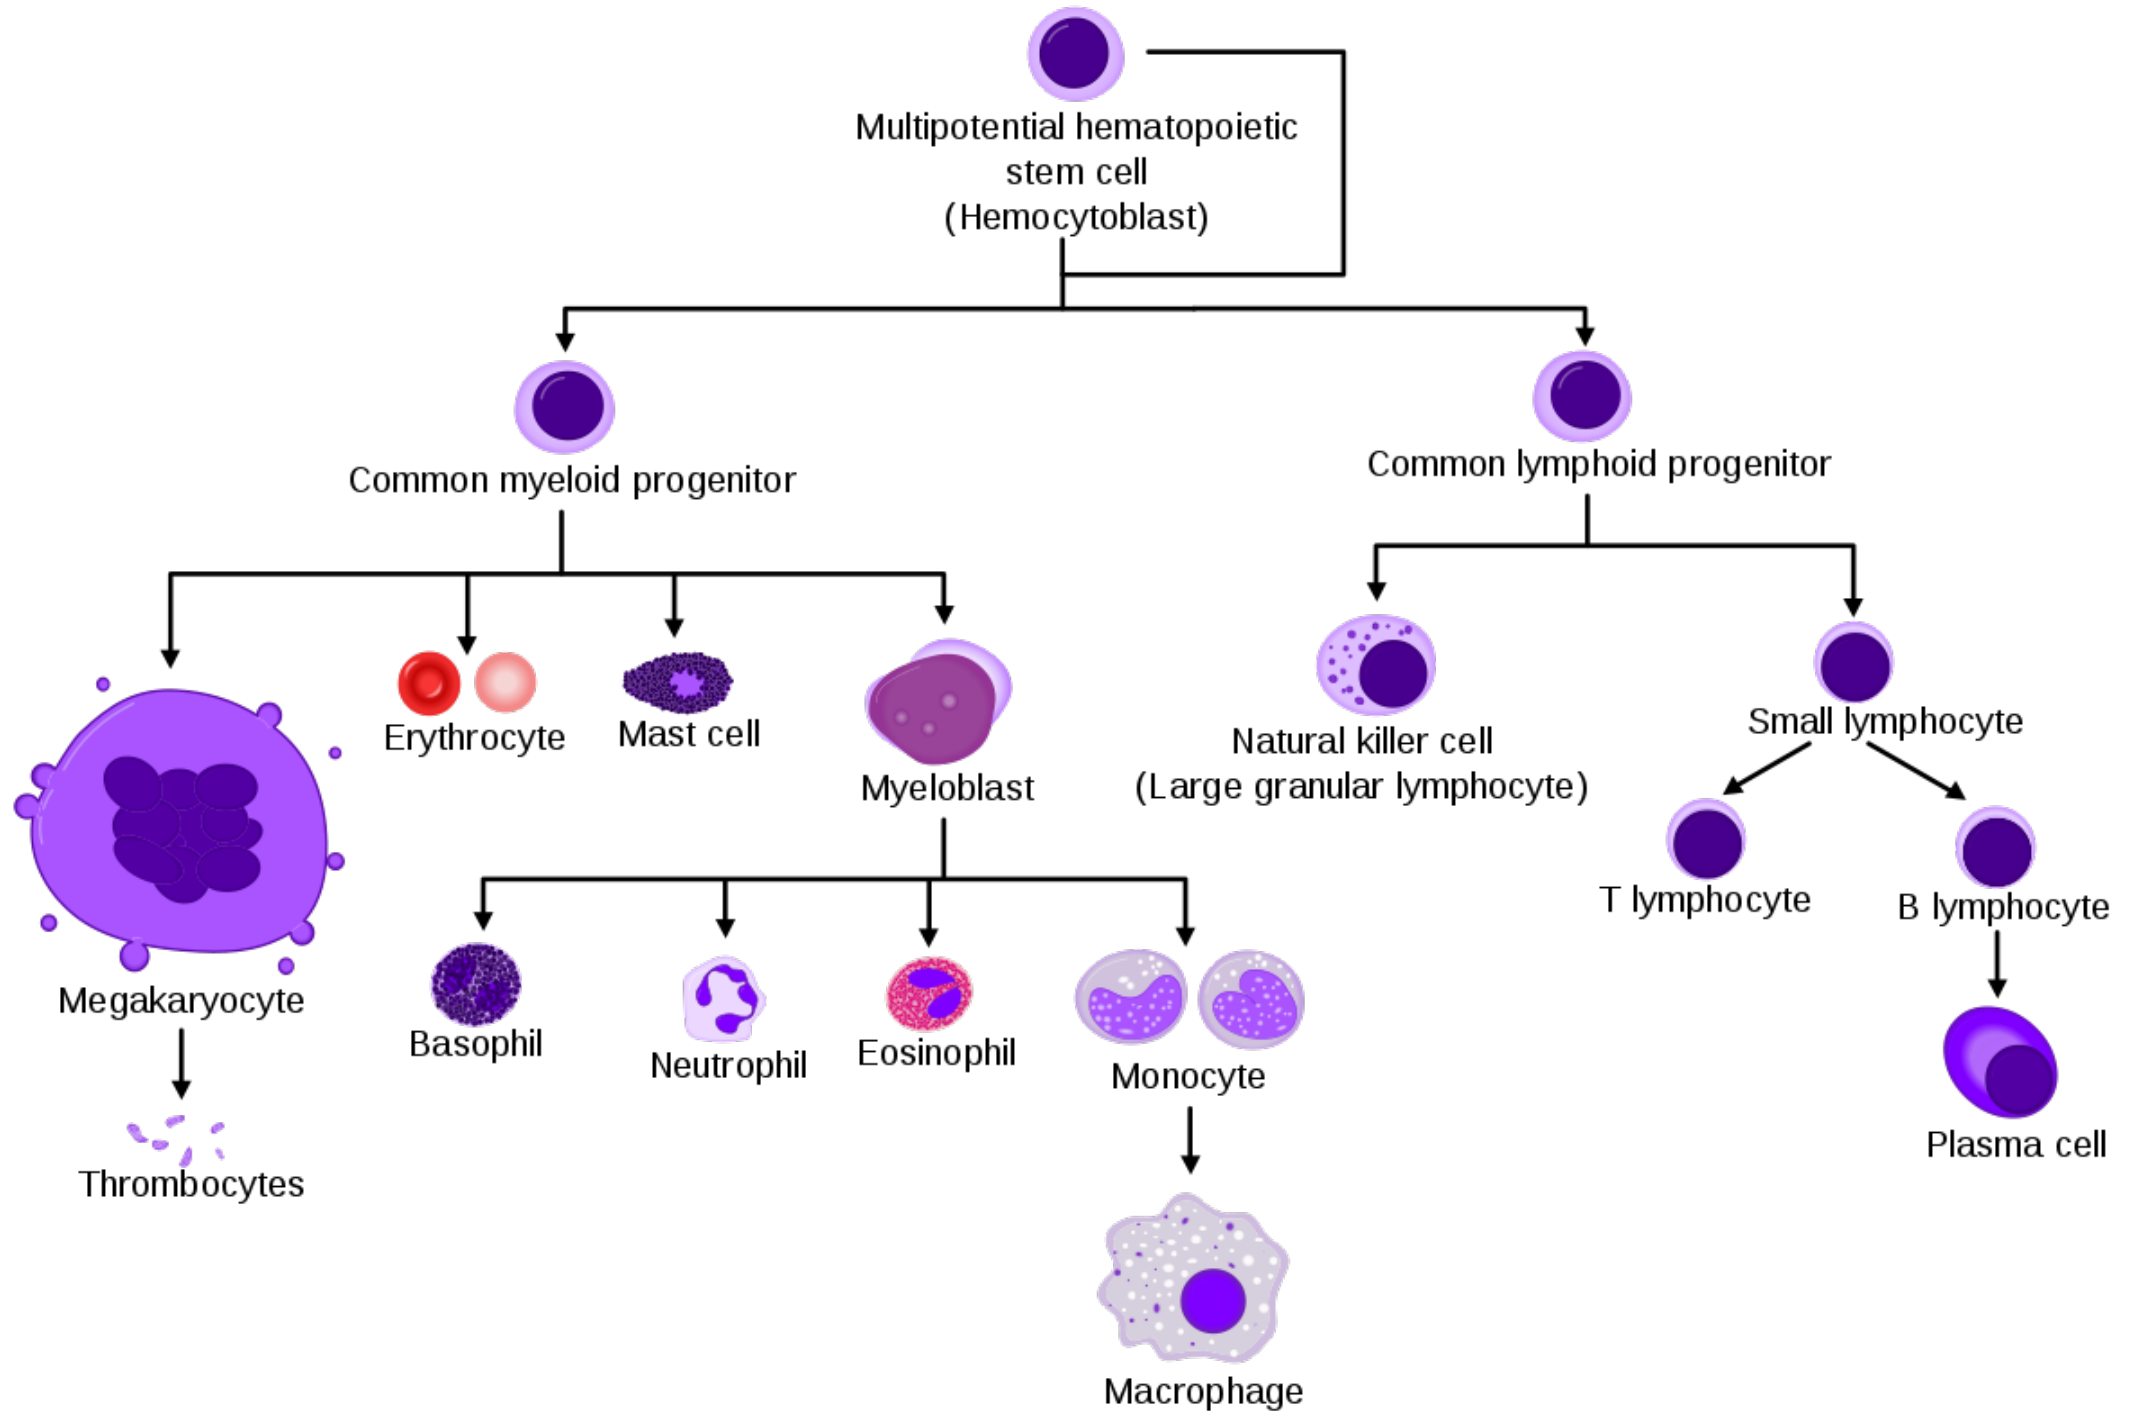 Multipotential hematopoietic
stem cell
(Hemocytoblast)
Common myeloid progenitor
Common lymphoid progenitor
Erythrocyte
Mast cell
Myeloblast
Natural killer cell
(Large granular lymphocyte)
Small lymphocyte
T lymphocyte
B lymphocyte
Megakaryocyte
Basophil
Neutrophil
Eosinophil
Monocyte
Plasma cell
Thrombocytes
Macrophage